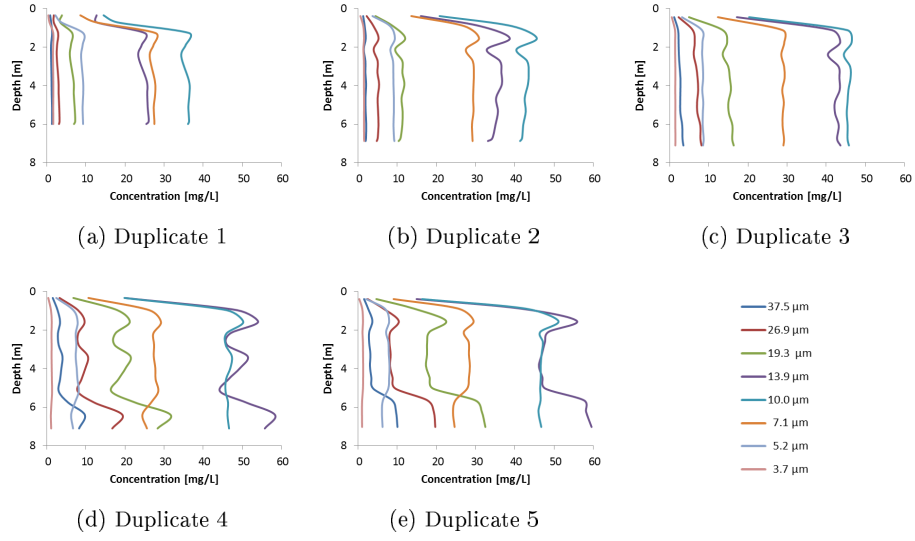 0
2
4
6
8
Depth [m]
0 10 20 30 40 50 60
Concentration [mg/L]
(a) Duplicate 1
0
2
4
6
8
Depth [m]
0 10 20 30 40 50 60
Concentration [mg/L]
(b) Duplicate 2
0
2
4
6
8
Depth [m]
0 10 20 30 40 50 60
Concentration [mg/L]
(c) Duplicate 3
0
2
4
6
8
Depth [m]
0 10 20 30 40 50 60
Concentration [mg/L]
(d) Duplicate 4
0
2
4
6
8
Depth [m]
0 10 20 30 40 50 60
Concentration [mg/L]
(e) Duplicate 5
37.5 µm
26.9 µm
19.3 µm
13.9 µm
10.0 µm
7.1 µm
5.2 µm
3.7 µm